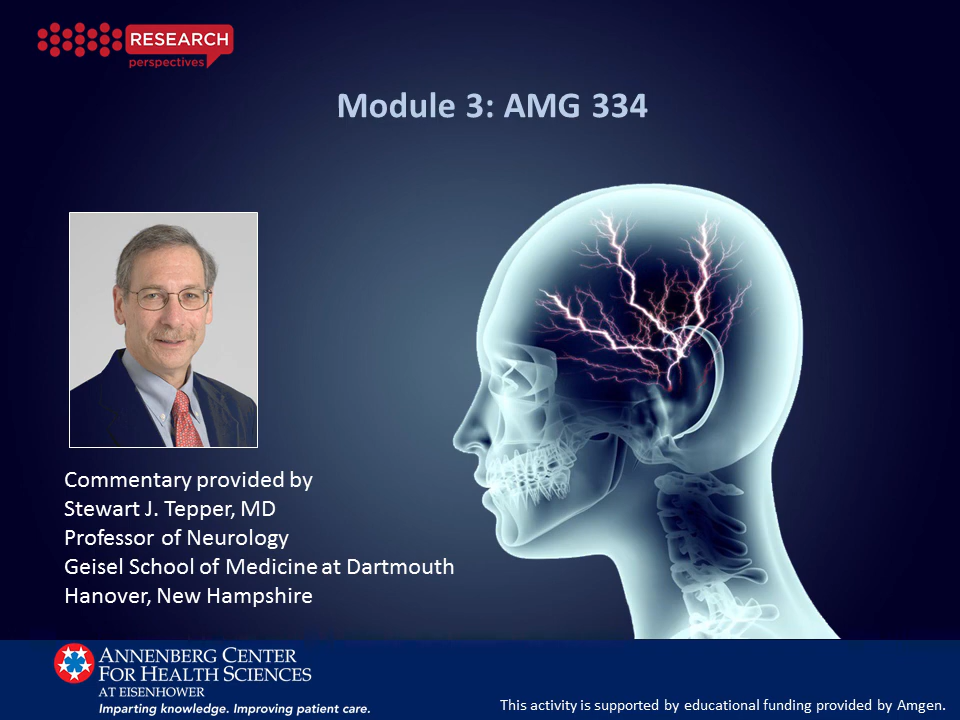 RESEARCH
perspectives
Module 3: AMG 334
Commentary provided by
Stewart J. Tepper, MD
Professor of Neurology
Geisel School of Medicine at Dartmouth
Hanover, New Hampshire
ANNENBERG CENTER
FOR HEALTH SCIENCES
AT EISENHOWER
Imparting knowledge. Improving patient care.
This activity is supported by educational funding provided by Amgen.